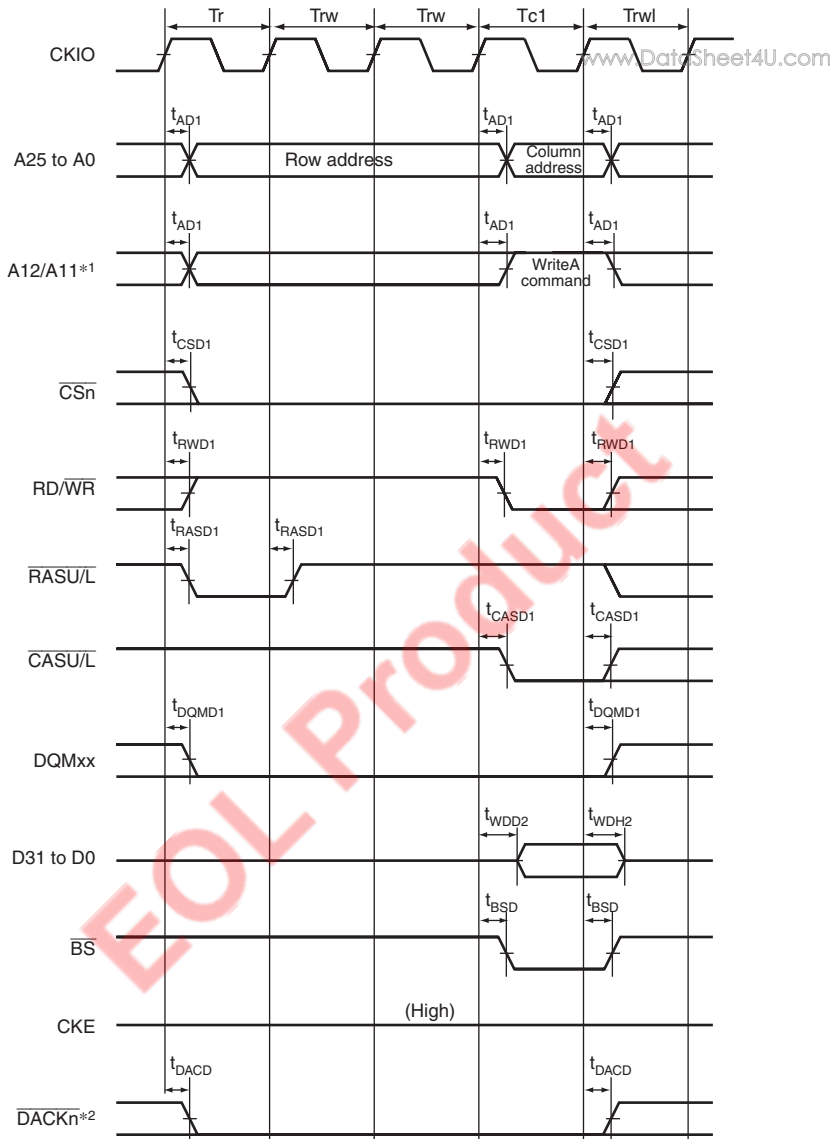 Tr Trw Trw Tc1 Trwl
CKIO
www.DataSheet4U.com
tAD1 tAD1 tAD1
A25 to A0
Row address
Column
address
tAD1 tAD1 tAD1
A12/A11*1
WriteA
command
tCSD1 tCSD1
CSn
tRWD1 tRWD1 tRWD1
RD/WR
tRASD1 tRASD1
RASU/L
tCASD1 tCASD1
CASU/L
tDQMD1 tDQMD1
DQMxx
tWDD2 tWDH2
D31 to D0
tBSD tBSD
BS
(High)
CKE
tDACD tDACD
DACKn*2
EOL Product